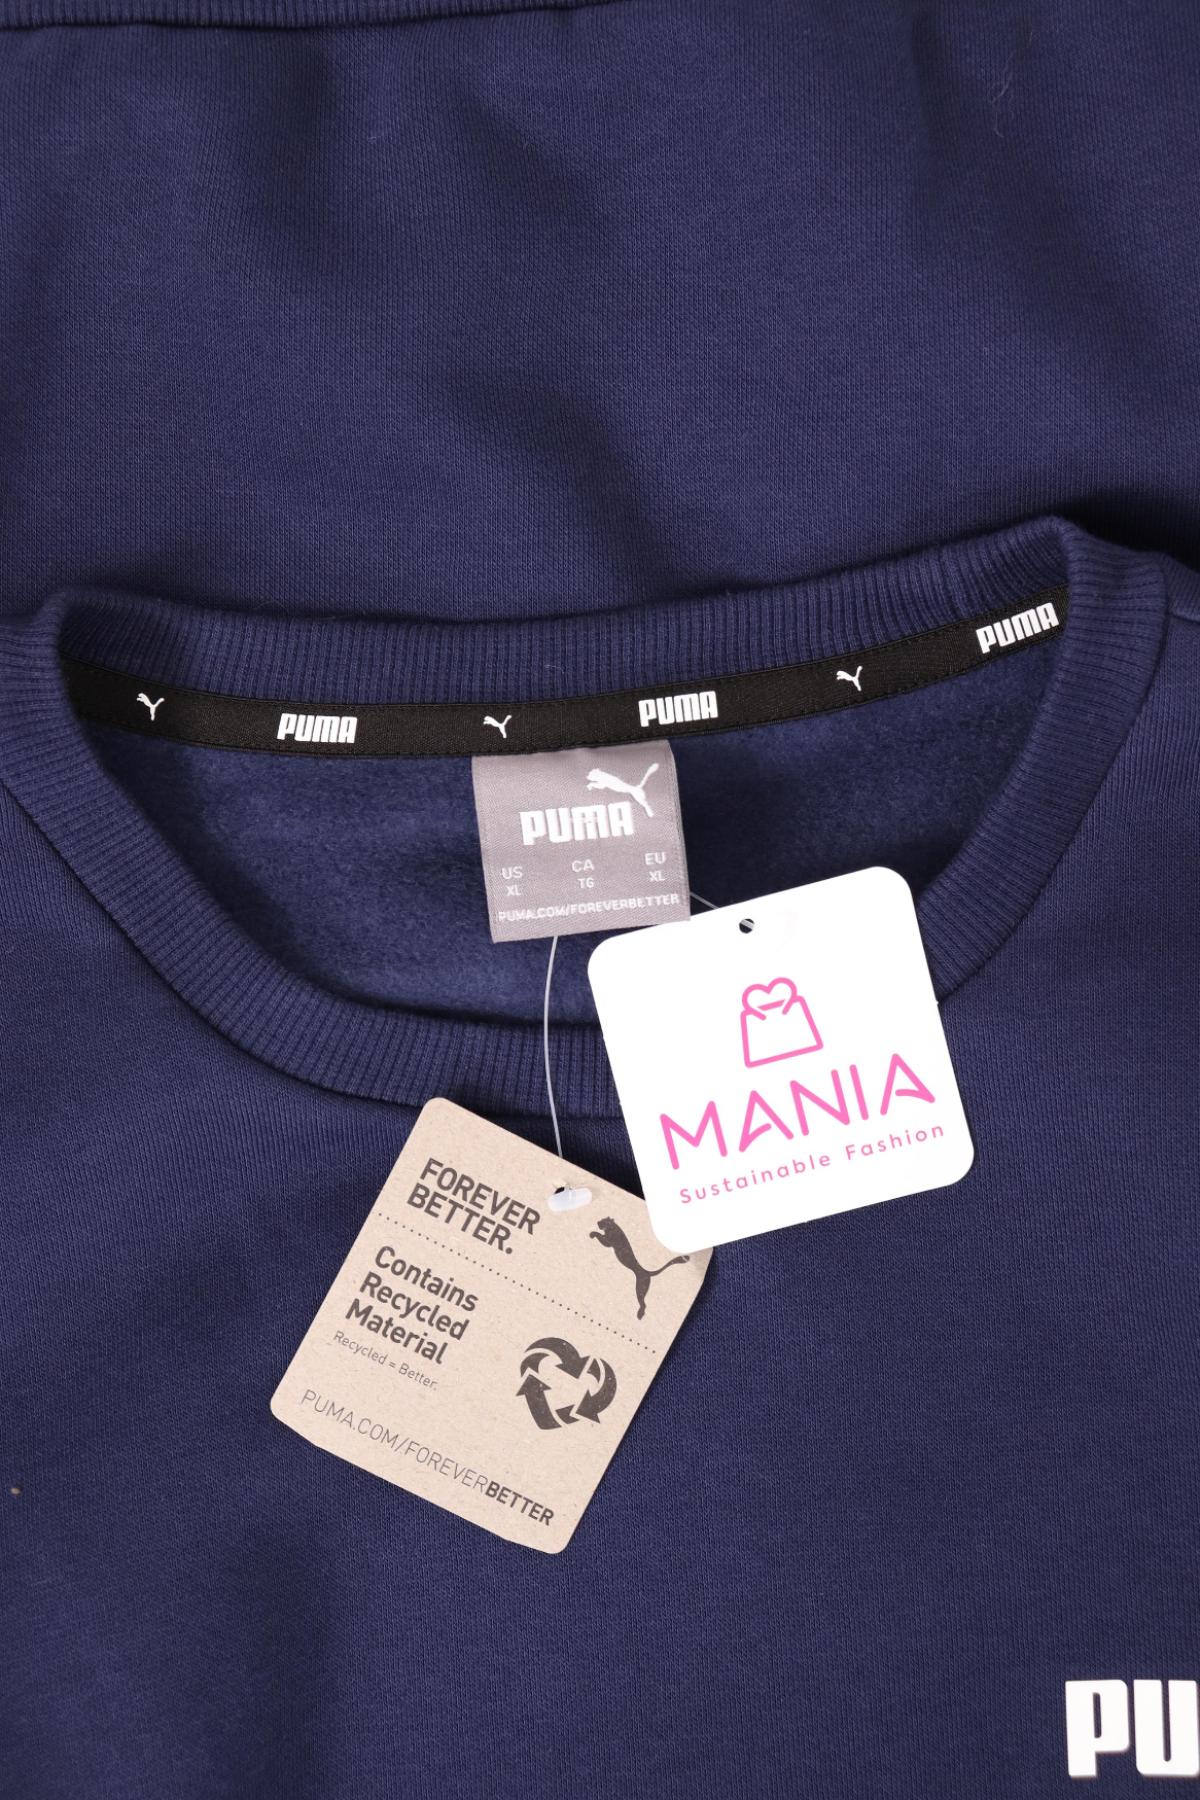 PUMA
PUMA
PUMA
PUMA
US CA EU
XL TG XL
PUMA.COM/FOREVERBETTER
MANIA
Sustainable Fashion
FOREVER
BETTER.
Contains
Recycled
Material
Recycled = Better.
PUMA.COM/FOREVERBETTER
PU